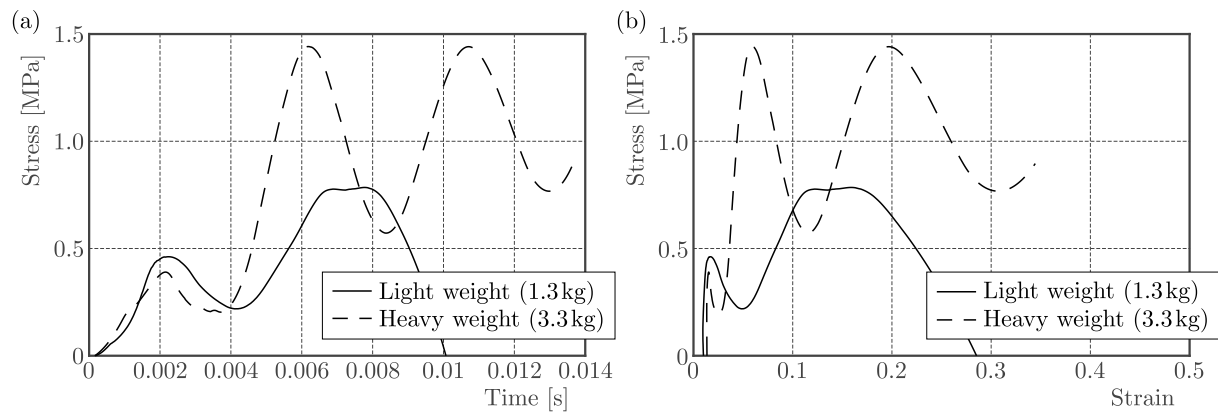 (a)
1.5
1.0
0.5
0
Stress [MPa]
0 0.002 0.004 0.006 0.008 0.01 0.012 0.014
Time [s]
Light weight (1.3 kg)
Heavy weight (3.3 kg)
(b)
1.5
1.0
0.5
0
Stress [MPa]
0 0.1 0.2 0.3 0.4 0.5
Strain
Light weight (1.3 kg)
Heavy weight (3.3 kg)